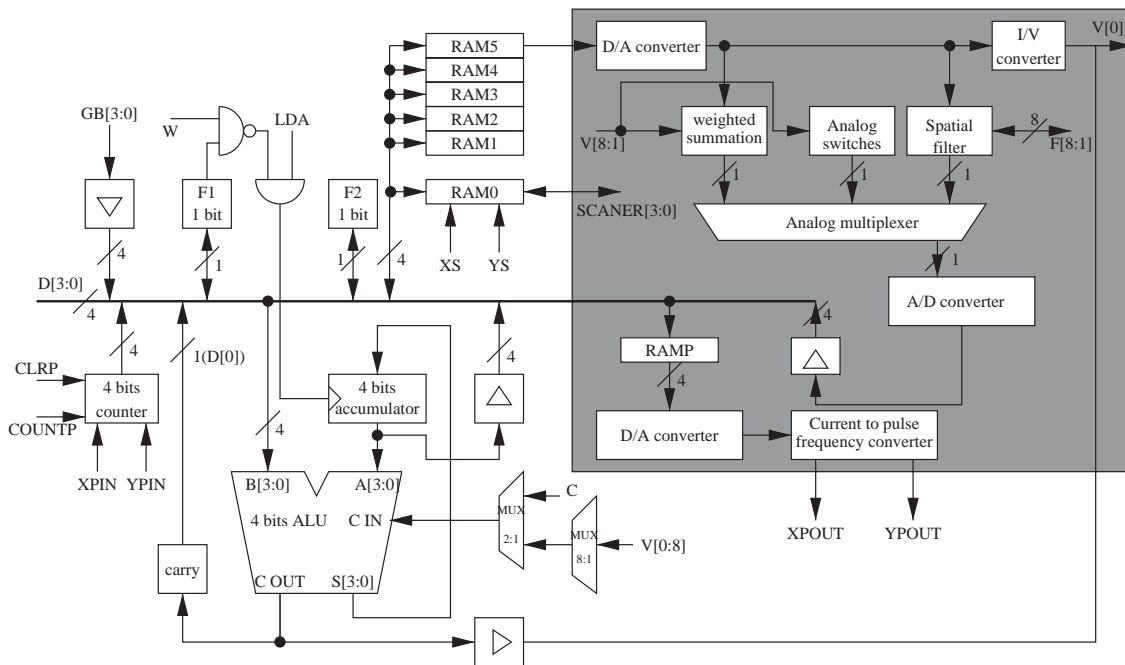 V[0]
RAM5
D/A converter
I/V
converter
RAM4
RAM3
RAM2
RAM1
GB[3:0]
W
LDA
V[8:1]
weighted
summation
Analog
switches
Spatial
filter
8
F[8:1]
1
1
1
F1
1 bit
F2
1 bit
RAM0
SCANER[3:0]
Analog multiplexer
XS
YS
4
1
1
4
1
D[3:0]
4
A/D converter
4
1(D[0])
4
4
RAMP
CLRP
4 bits
counter
4 bits
accumulator
4
COUNTP
4
D/A converter
Current to pulse
frequency converter
XPIN
YPIN
B[3:0]
A[3:0]
C
4 bits ALU
C IN
MUX
2:1
MUX
8:1
V[0:8]
XPOUT
YPOUT
carry
C OUT
S[3:0]